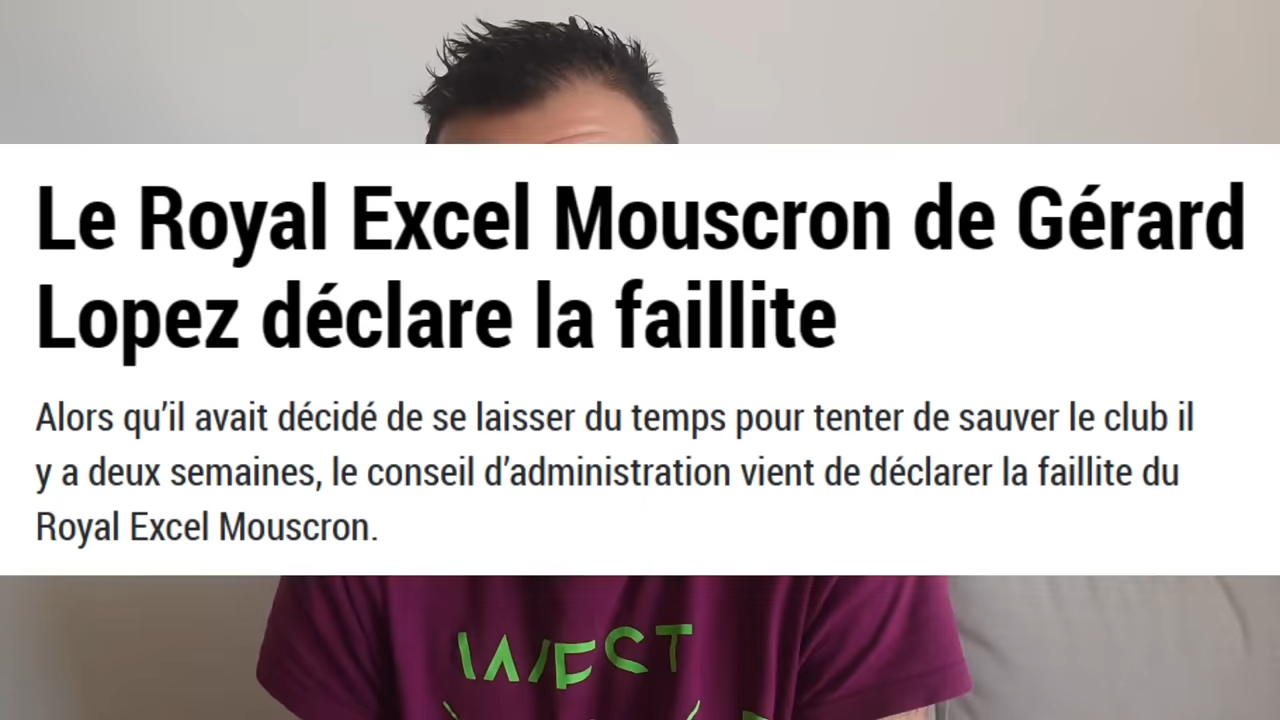 Le Royal Excel Mouscron de Gérard
Lopez déclare la faillite
Alors qu’il avait décidé de se laisser du temps pour tenter de sauver le club il
y a deux semaines, le conseil d’administration vient de déclarer la faillite du
Royal Excel Mouscron.
WEST